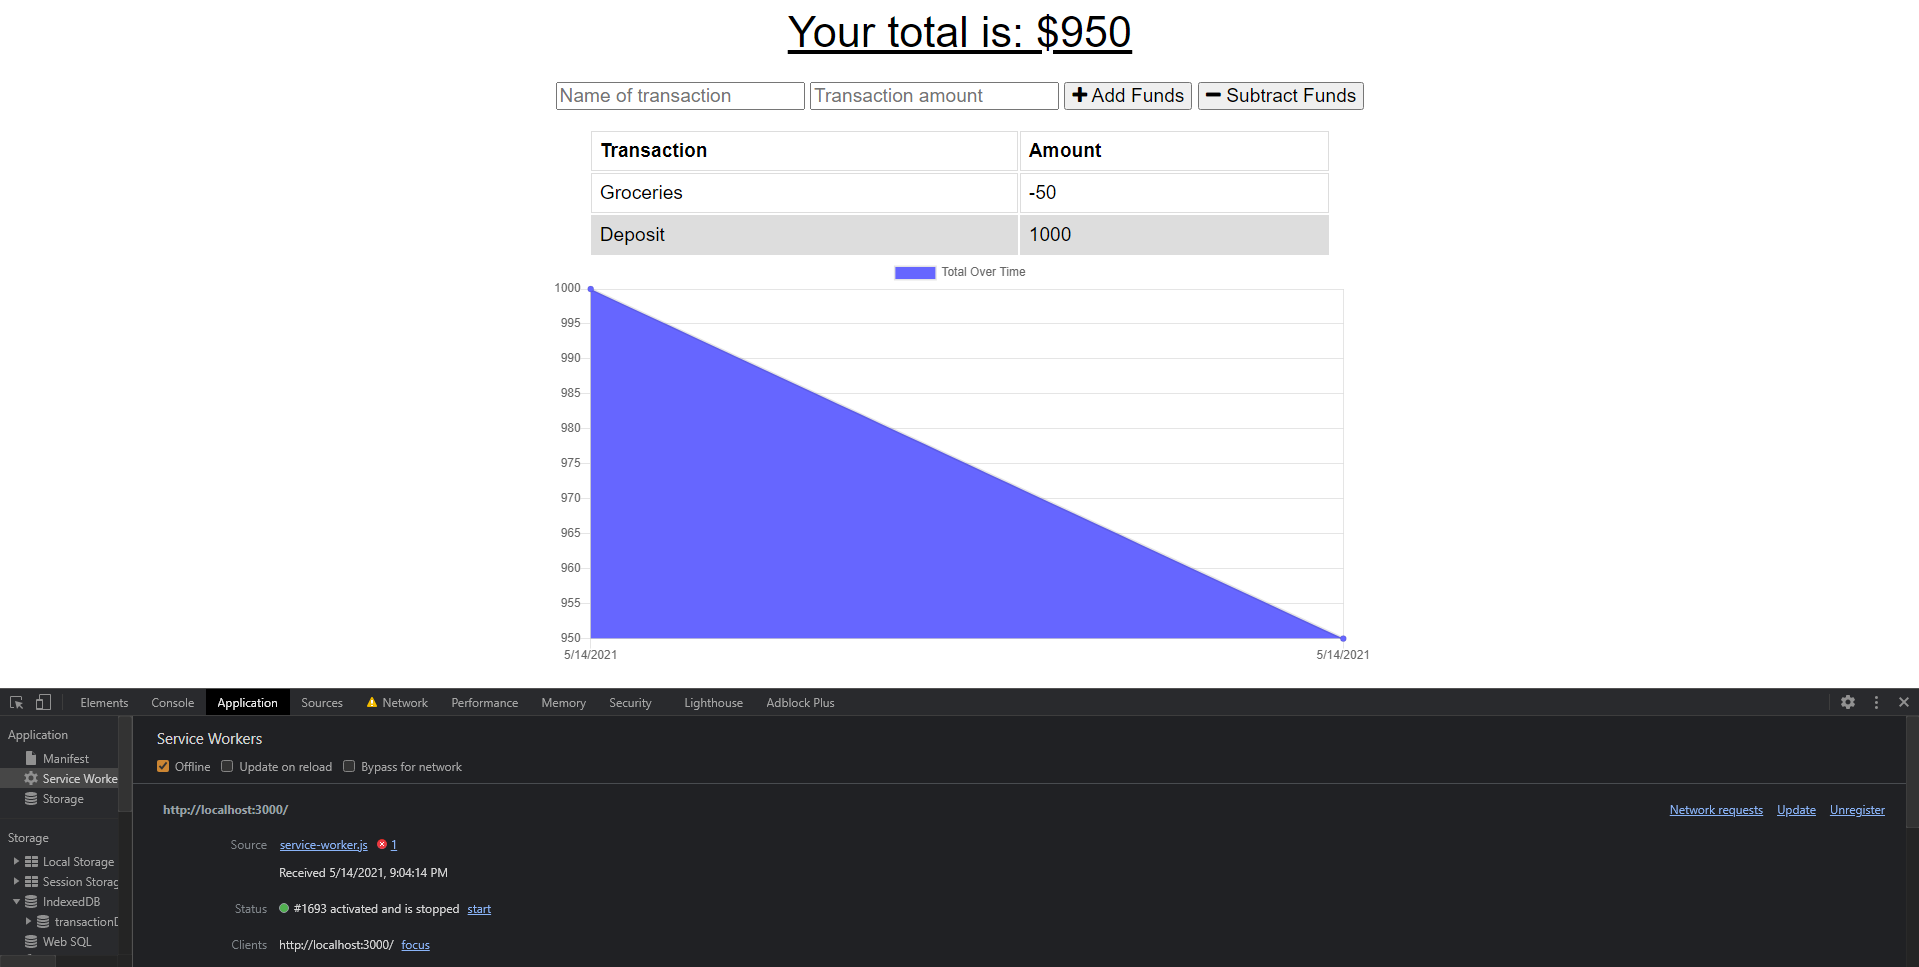 Your total is: $950
Name of transaction Transaction amount Add Funds Subtract Funds
Transaction Amount
Groceries -50
Deposit 1000
Total Over Time
1000
995
990
985
980
975
970
965
960
955
950
5/14/2021 5/14/2021
Elements Console Application Sources Network Performance Memory Security Lighthouse Adblock Plus
Application
Manifest
Service Worke
Storage
Storage
Local Storage
Session Storag
IndexedDB
transactionD
Web SQL
Service Workers
Offline Update on reload Bypass for network
http://localhost:3000/ Network requests Update Unregister
Source service-worker.js 1
Received 5/14/2021, 9:04:14 PM
Status #1693 activated and is stopped start
Clients http://localhost:3000/ focus